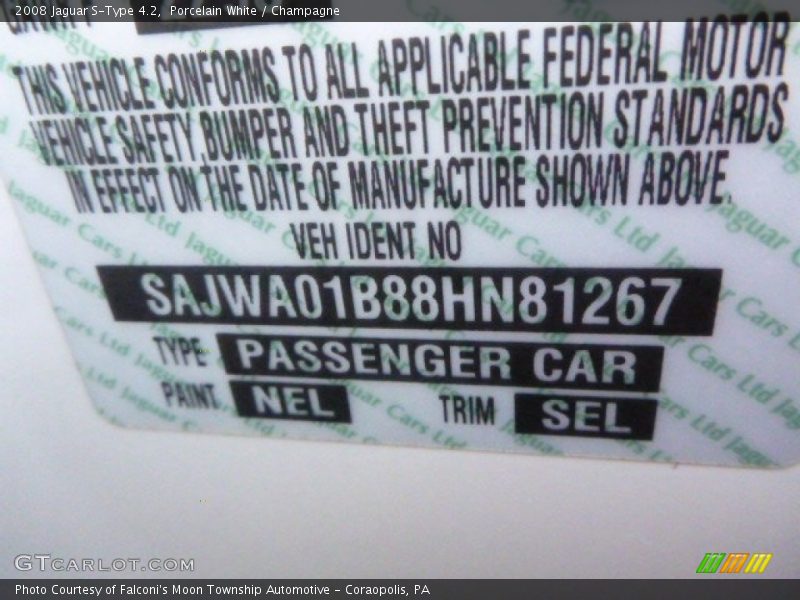 2008 Jaguar S-Type 4.2, Porcelain White / Champagne
THIS VEHICLE CONFORMS TO ALL APPLICABLE FEDERAL MOTOR
VEHICLE SAFETY, BUMPER AND THEFT PREVENTION STANDARDS
IN EFFECT ON THE DATE OF MANUFACTURE SHOWN ABOVE.
VEH IDENT NO
SAJWA01B88HN81267
TYPE PASSENGER CAR
PAINT NEL TRIM SEL
GTCARLOT.COM
Photo Courtesy of Falconi's Moon Township Automotive - Coraopolis, PA